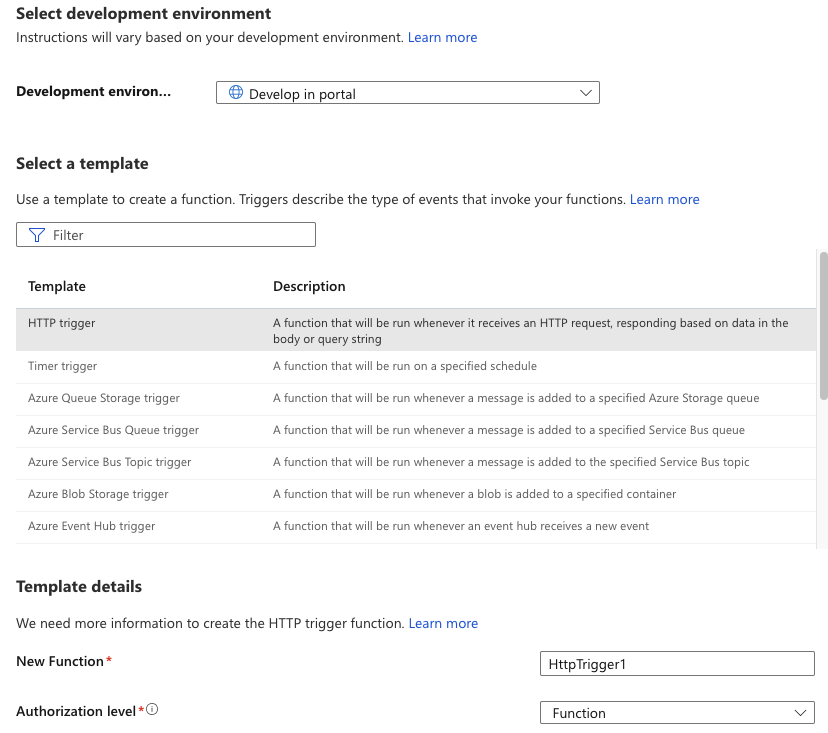 Select development environment
Instructions will vary based on your development environment. Learn more
Development environ... Develop in portal
Select a template
Use a template to create a function. Triggers describe the type of events that invoke your functions. Learn more
Filter
Template Description
HTTP trigger A function that will be run whenever it receives an HTTP request, responding based on data in the
body or query string
Timer trigger A function that will be run on a specified schedule
Azure Queue Storage trigger A function that will be run whenever a message is added to a specified Azure Storage queue
Azure Service Bus Queue trigger A function that will be run whenever a message is added to a specified Service Bus queue
Azure Service Bus Topic trigger A function that will be run whenever a message is added to the specified Service Bus topic
Azure Blob Storage trigger A function that will be run whenever a blob is added to a specified container
Azure Event Hub trigger A function that will be run whenever an event hub receives a new event
Template details
We need more information to create the HTTP trigger function. Learn more
New Function* HttpTrigger1
Authorization level* Function